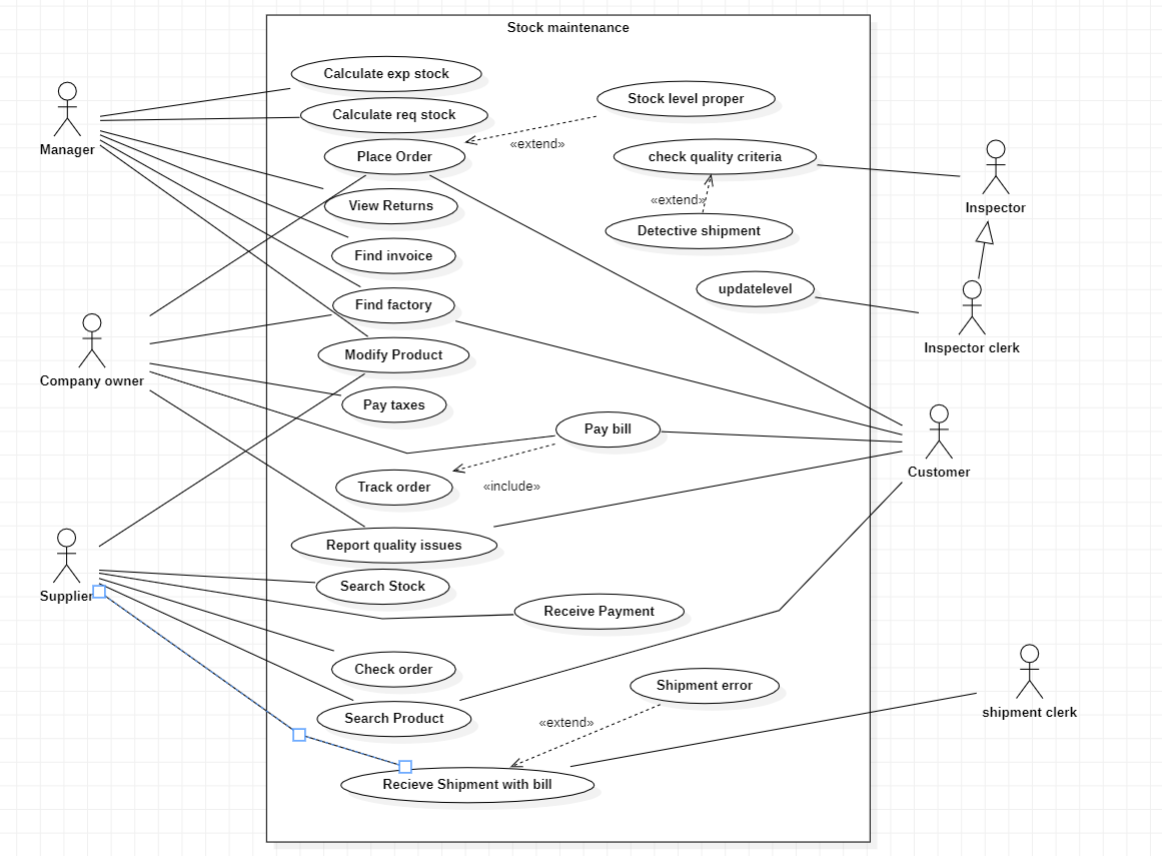 Stock maintenance
Calculate exp stock
Stock level proper
Calculate req stock
Manager
«extend»
Place Order
check quality criteria
«extend»
View Returns
Inspector
Detective shipment
Find invoice
updatelevel
Find factory
Inspector clerk
Modify Product
Company owner
Pay taxes
Pay bill
Customer
Track order
«include»
Report quality issues
Search Stock
Supplier
Receive Payment
Check order
Shipment error
shipment clerk
Search Product
«extend»
Recieve Shipment with bill